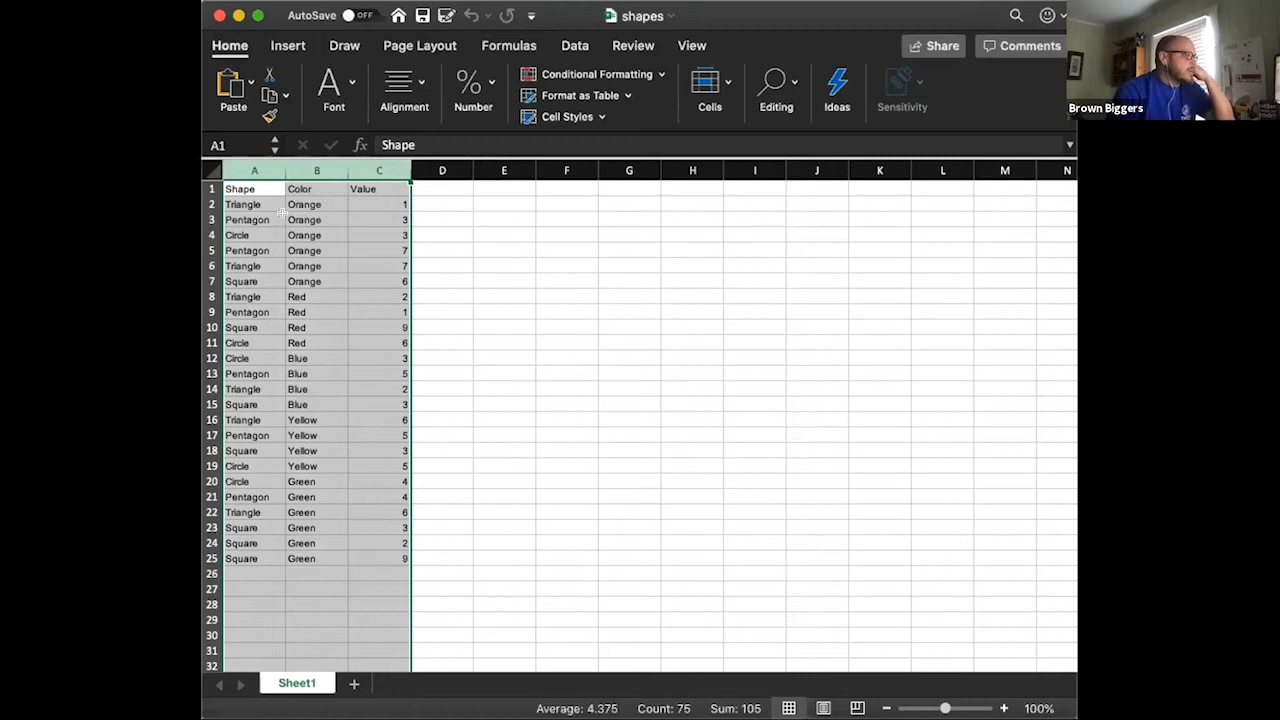 AutoSave OFF shapes
Home Insert Draw Page Layout Formulas Data Review View Share Comments
Brown Biggers
Paste Font Alignment Number Conditional Formatting Format as Table Cell Styles Cells Editing Ideas Sensitivity
A1 fx Shape
A B C D E F G H I J K L M N
1 Shape Color Value
2 Triangle Orange 1
3 Pentagon Orange 3
4 Circle Orange 3
5 Pentagon Orange 7
6 Triangle Orange 7
7 Square Orange 6
8 Triangle Red 2
9 Pentagon Red 1
10 Square Red 9
11 Circle Red 6
12 Circle Blue 3
13 Pentagon Blue 5
14 Triangle Blue 2
15 Square Blue 3
16 Triangle Yellow 6
17 Pentagon Yellow 5
18 Square Yellow 3
19 Circle Yellow 5
20 Circle Green 4
21 Pentagon Green 4
22 Triangle Green 6
23 Square Green 3
24 Square Green 2
25 Square Green 9
26
27
28
29
30
31
32
Sheet1
Average: 4.375 Count: 75 Sum: 105 100%